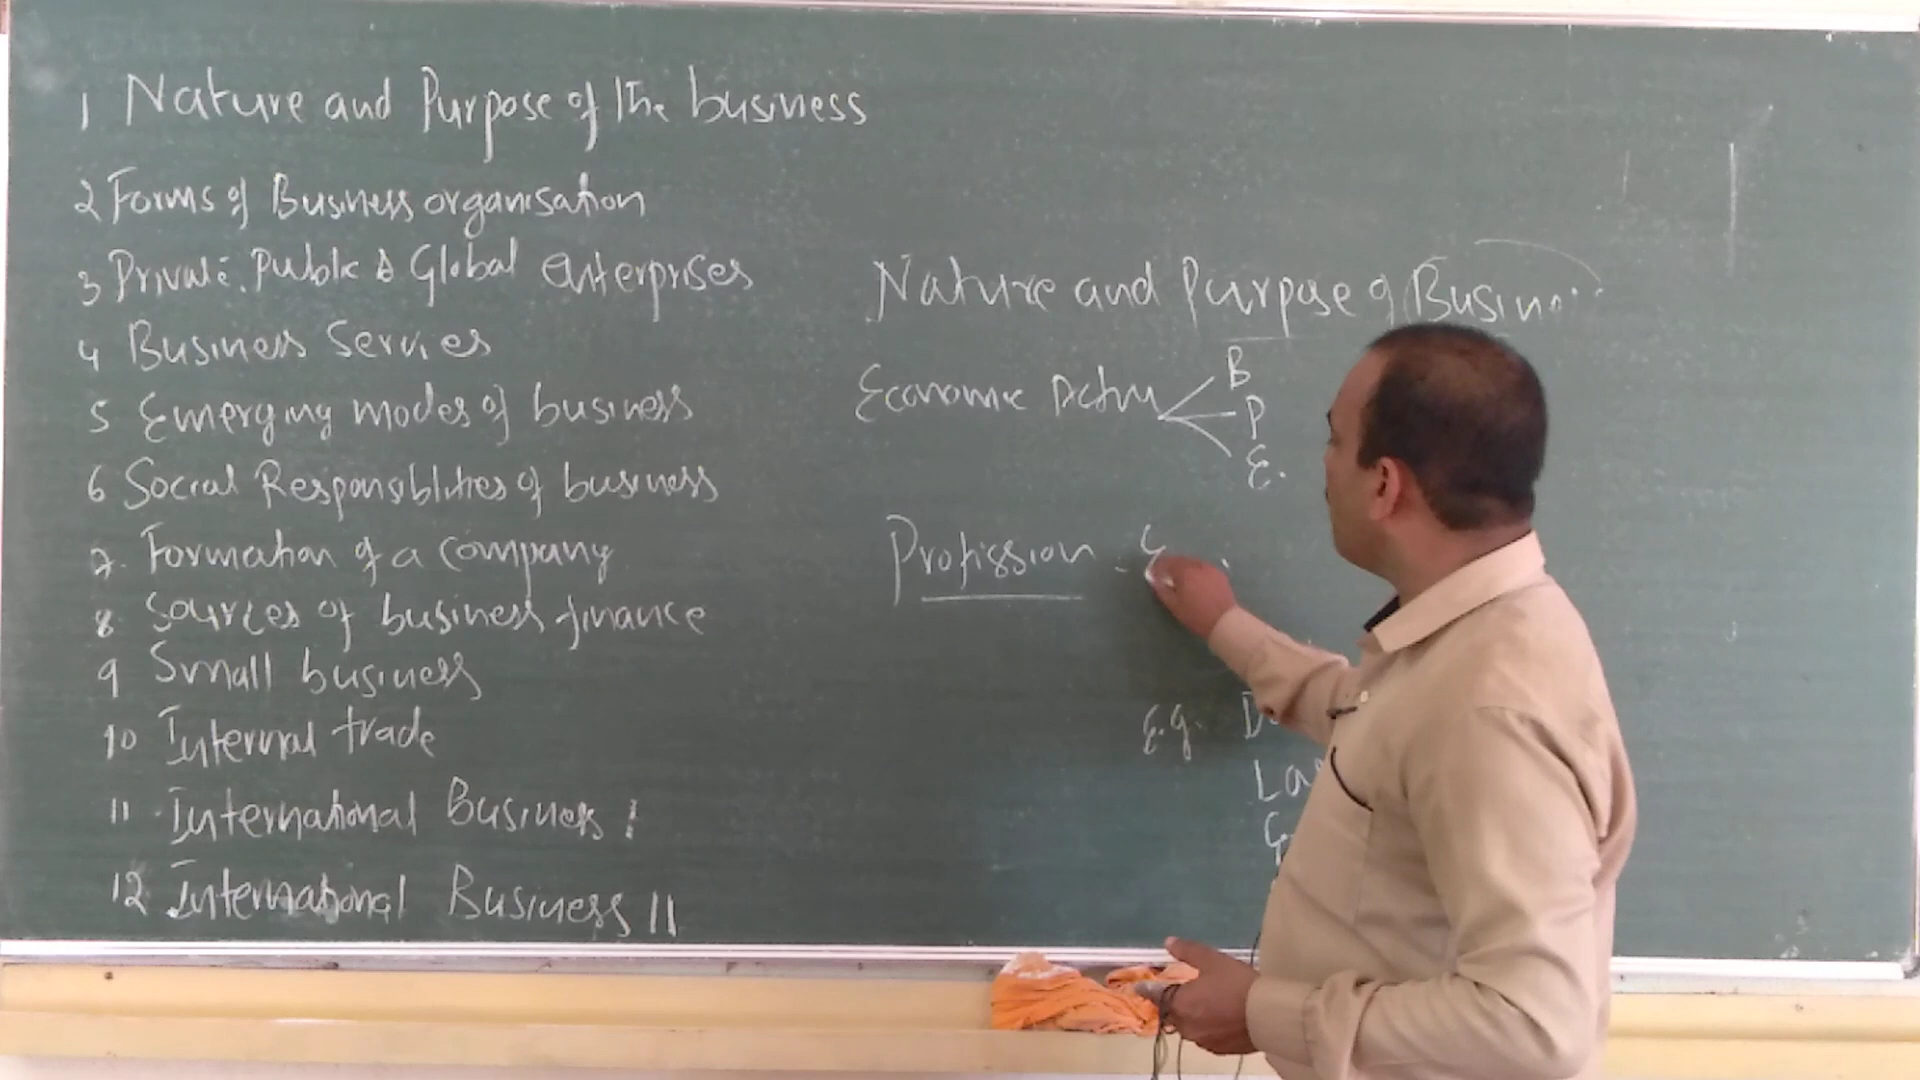 1 Nature and Purpose of the business
2 Forms of Business organisation
3 Private, Public & Global enterprises
4 Business Servies
5 Emerging modes of business
6 Social Responsiblities of business
7. Formation of a company
8. Sources of business finance
9 Small business
10 Internal trade
11 International Business I
12 International Business II
Nature and Purpose of Busin
Economic
B
P
E.
Profission
E.g.